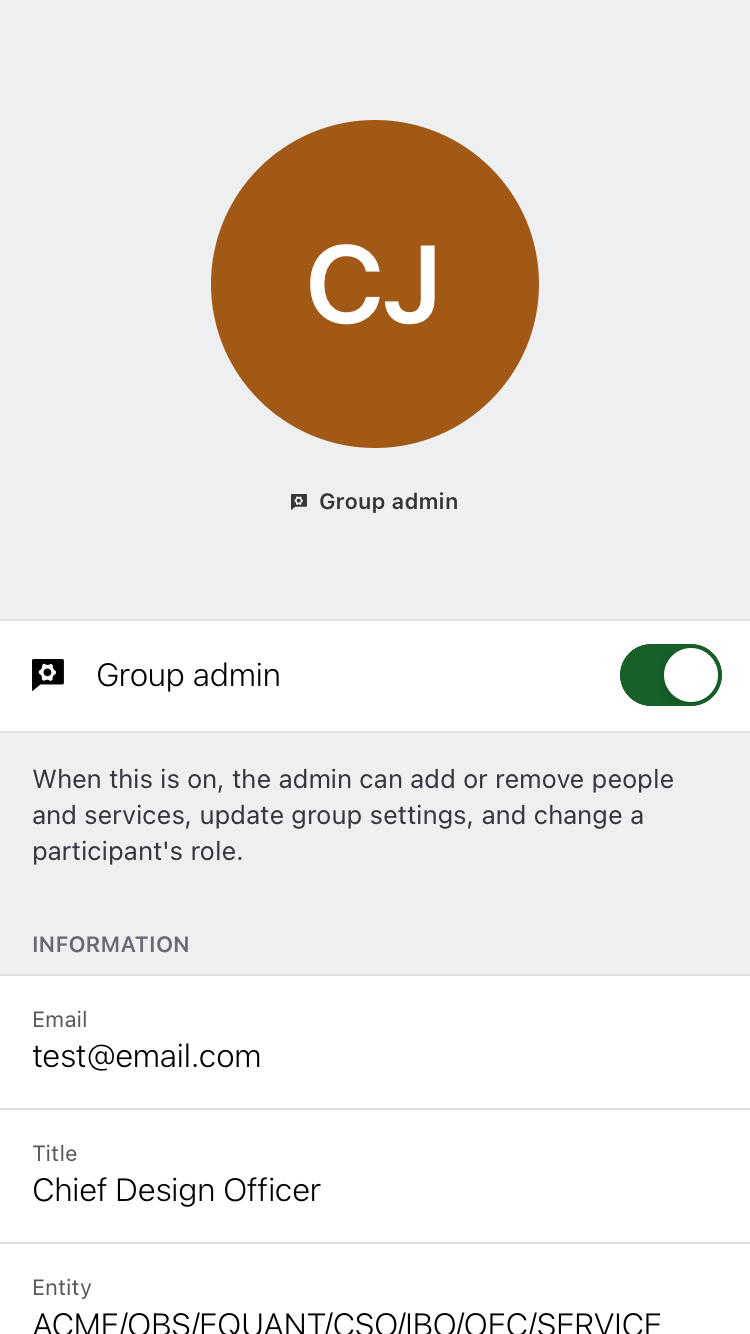 CJ
Group admin
Group admin
When this is on, the admin can add or remove people
and services, update group settings, and change a
participant's role.
INFORMATION
Email
test@email.com
Title
Chief Design Officer
Entity
ACME/OBS/EQUANT/CSO/IBO/OEC/SERVICE